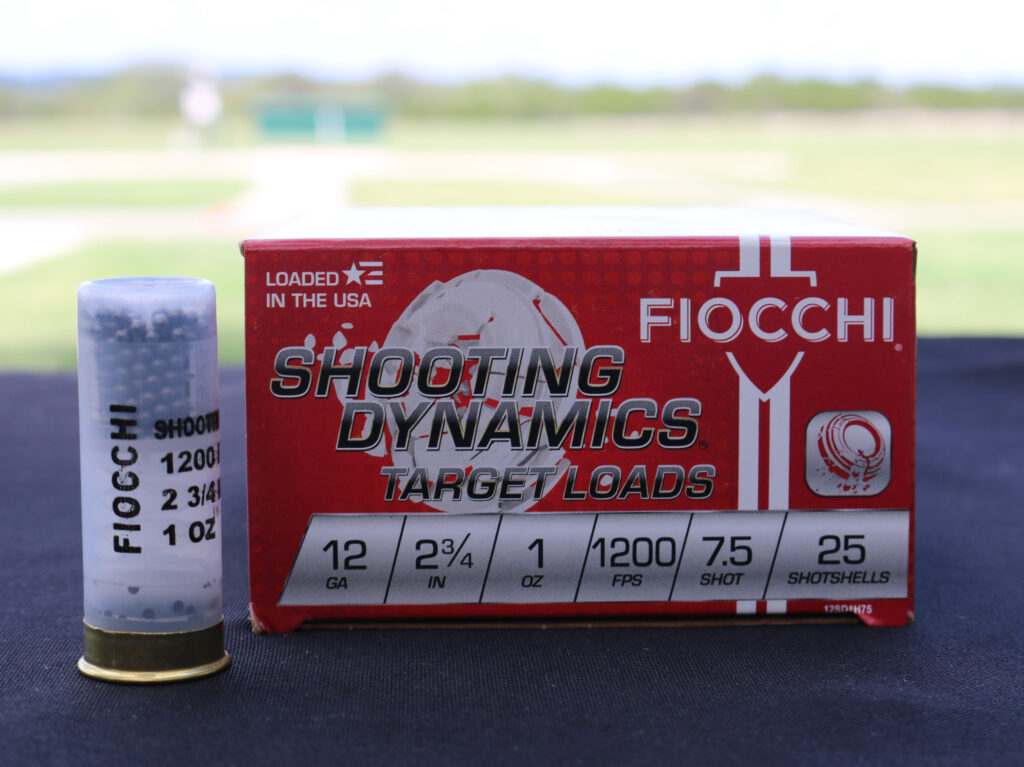 LOADED
IN THE USA
FIOCCHI®
SHOOTING
DYNAMICS®
TARGET LOADS
12
GA
2¾
IN
1
OZ
1200
FPS
7.5
SHOT
25
SHOTSHELLS
12SD1H75
FIOCCHI
1200
2 3/4
1 OZ